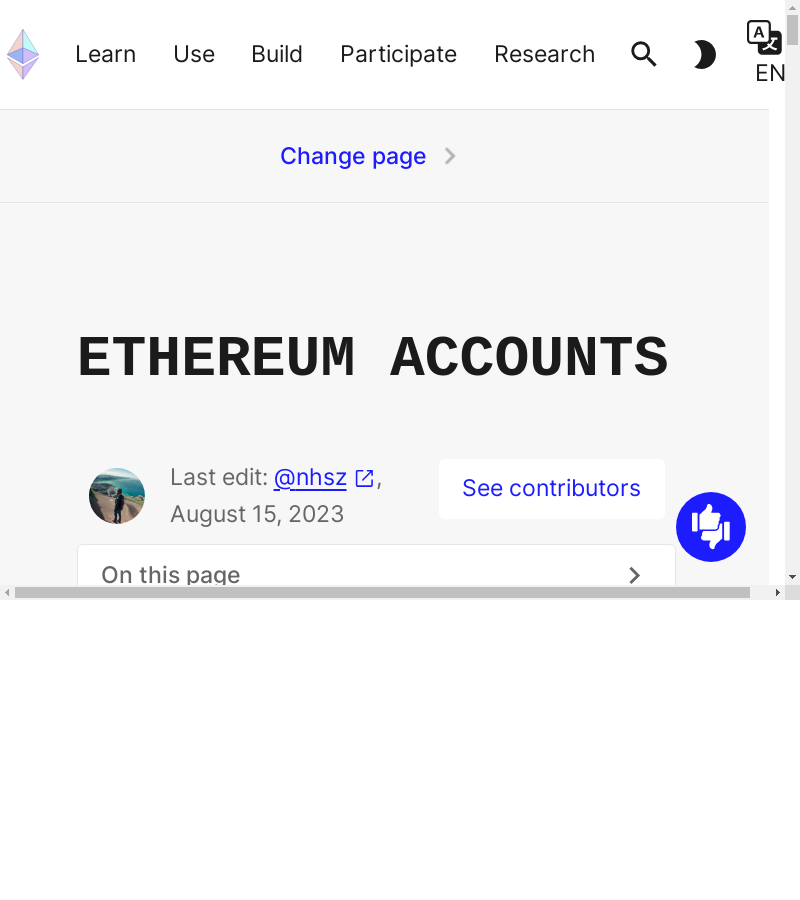 Learn Use Build Participate Research
A 文
EN
Change page
ETHEREUM ACCOUNTS
Last edit: @nhsz,
August 15, 2023
See contributors
On this page